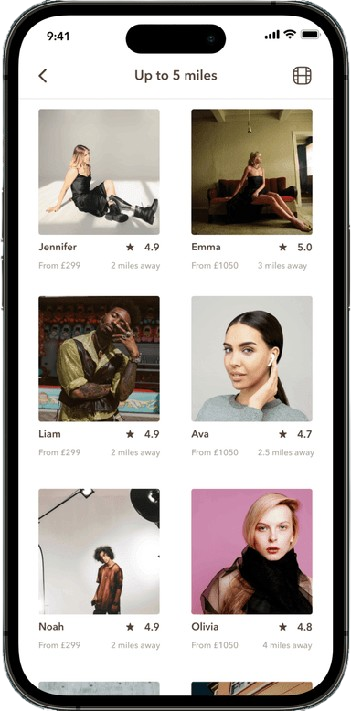 9:41
Up to 5 miles
Jennifer ★ 4.9
From £299 2 miles away
Emma ★ 5.0
From £1050 3 miles away
Liam ★ 4.9
From £299 2 miles away
Ava ★ 4.7
From £1050 2.5 miles away
Noah ★ 4.9
From £299 2 miles away
Olivia ★ 4.8
From £1050 4 miles away